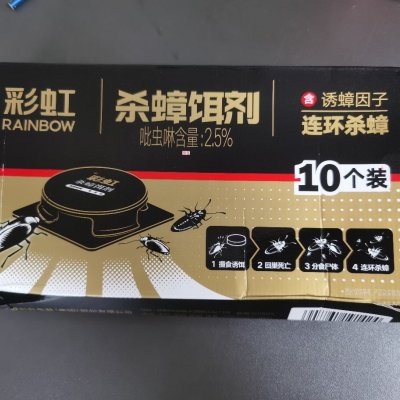 彩虹
RAINBOW
杀蟑饵剂
吡虫啉含量:2.5%
含 诱蟑因子
连环杀蟑
10个装
彩虹
杀蟑饵剂
1 摄食诱饵
2 回巢死亡
3 分食尸体
4 连环杀蟑